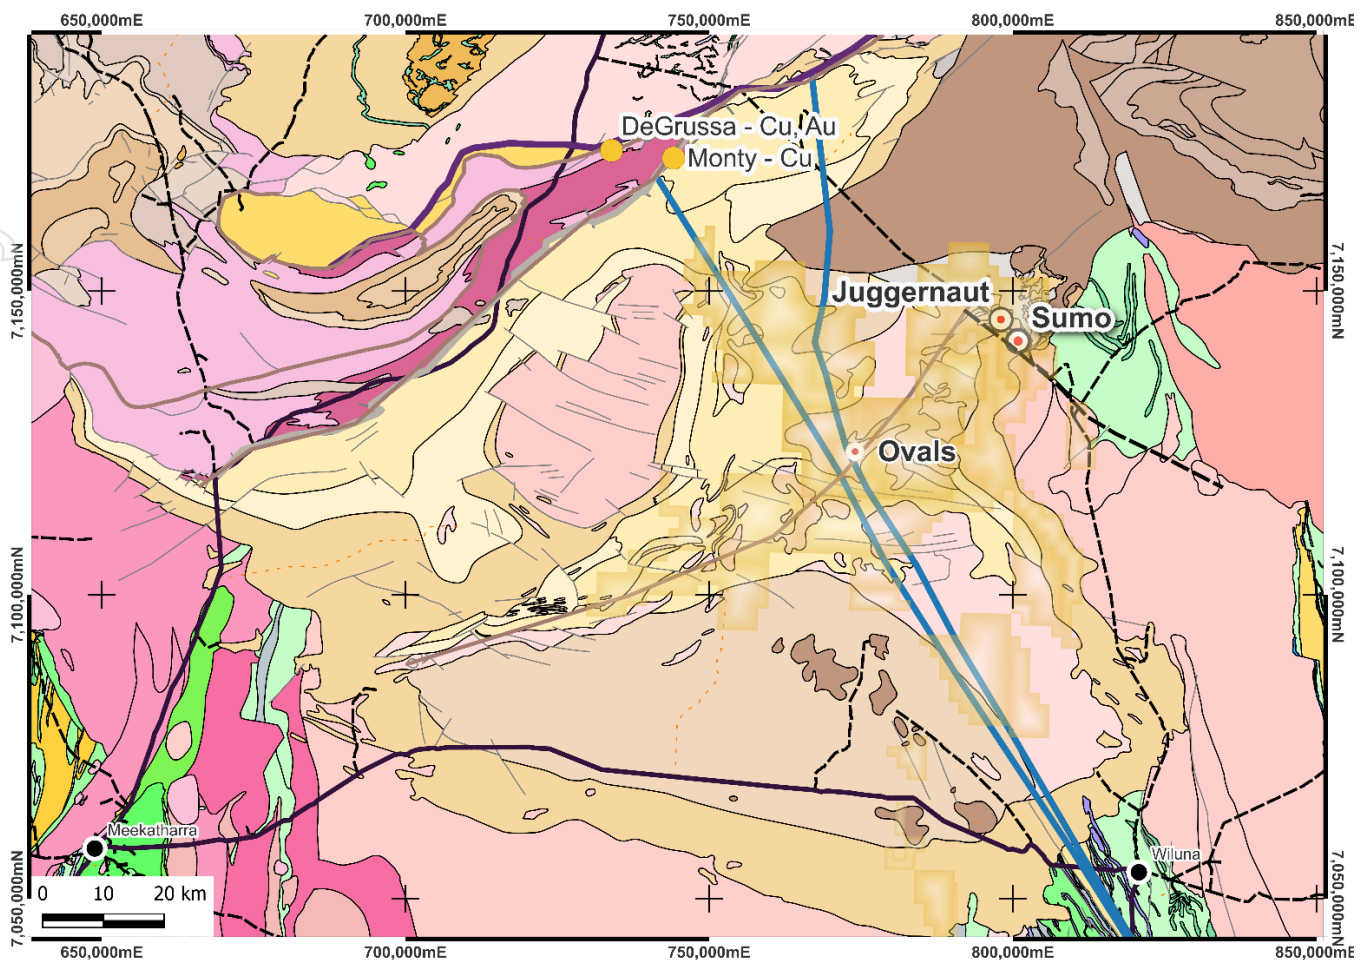 650,000mE 700,000mE 750,000mE 800,000mE 850,000mE
DeGrussa - Cu, Au
Monty - Cu
7,150,000mN
7,150,000mN
Juggernaut
Sumo
Ovals
7,100,000mN
7,100,000mN
Meekatharra
Wiluna
0 10 20 km
7,050,000mN
7,050,000mN
650,000mE 700,000mE 750,000mE 800,000mE 850,000mE